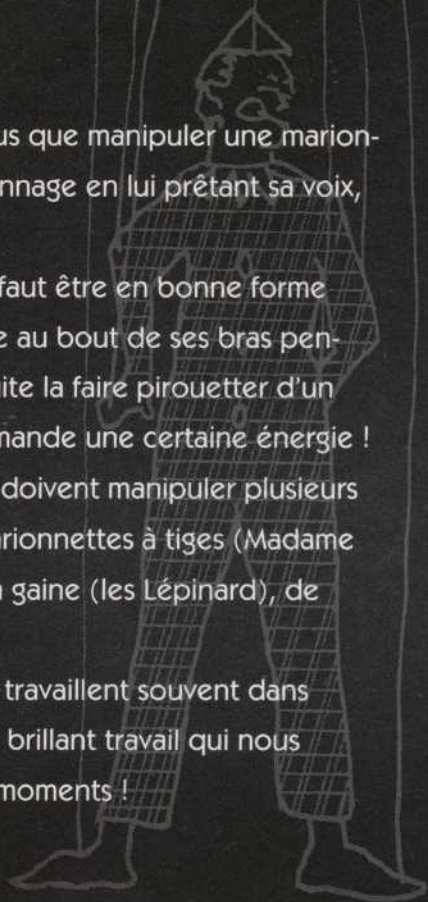 us que manipuler une marion-
nnage en lui prêtant sa voix,
faut être en bonne forme
e au bout de ses bras pen-
ite la faire pirouetter d'un
mande une certaine énergie !
doivent manipuler plusieurs
arionnettes à tiges (Madame
à gaine (les Lépinard), de
travaillent souvent dans
brillant travail qui nous
moments !